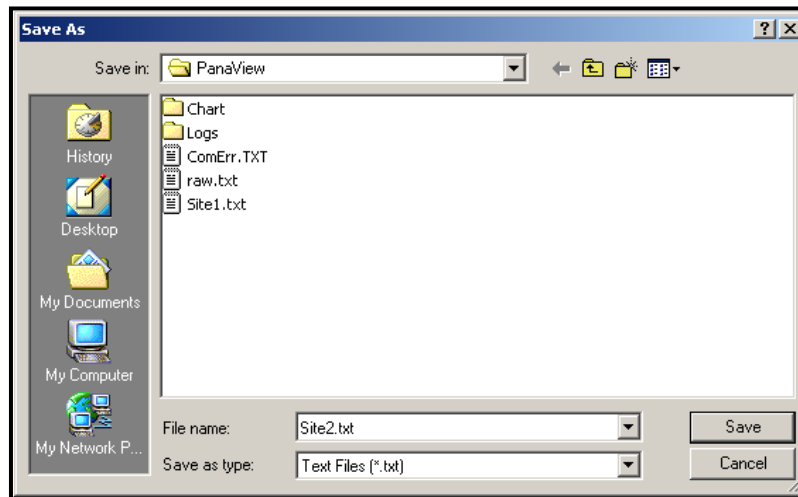 Save As
Save in: PanaView
History
Desktop
My Documents
My Computer
My Network P...
Chart
Logs
ComErr.TXT
raw.txt
Site1.txt
File name: Site2.txt Save
Save as type: Text Files (*.txt) Cancel